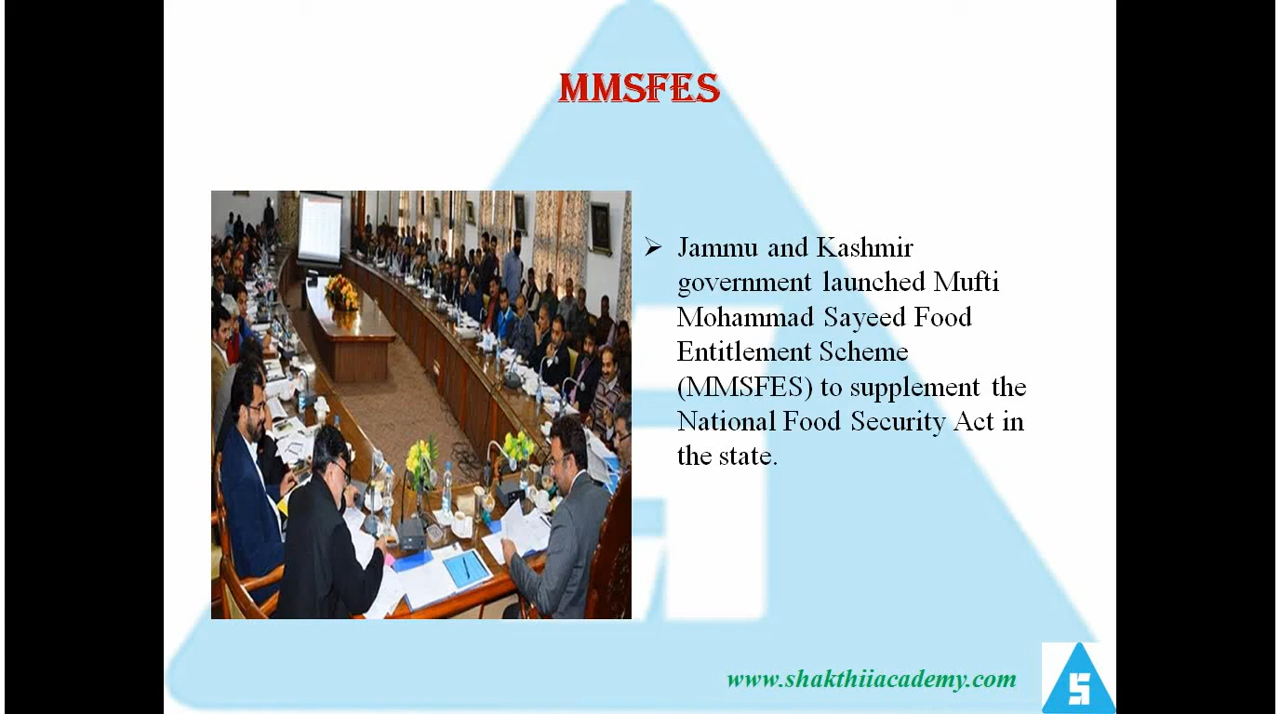 MMSFES
➢ Jammu and Kashmir
government launched Mufti
Mohammad Sayeed Food
Entitlement Scheme
(MMSFES) to supplement the
National Food Security Act in
the state.
www.shakthiiacademy.com